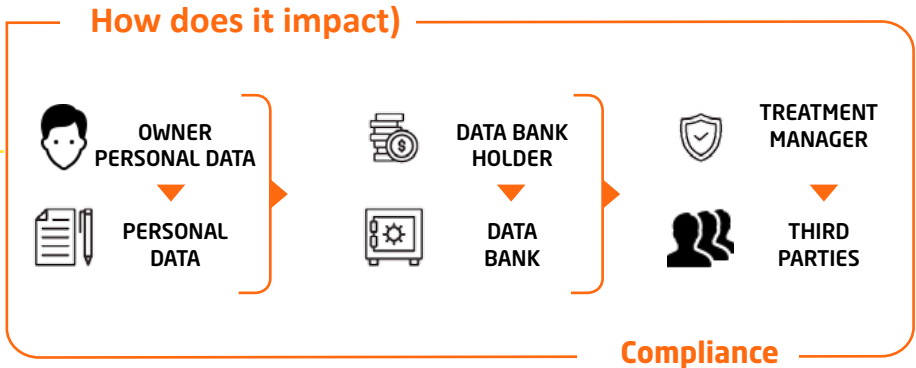 How does it impact)
OWNER
PERSONAL DATA
PERSONAL
DATA
DATA BANK
HOLDER
DATA
BANK
TREATMENT
MANAGER
THIRD
PARTIES
Compliance